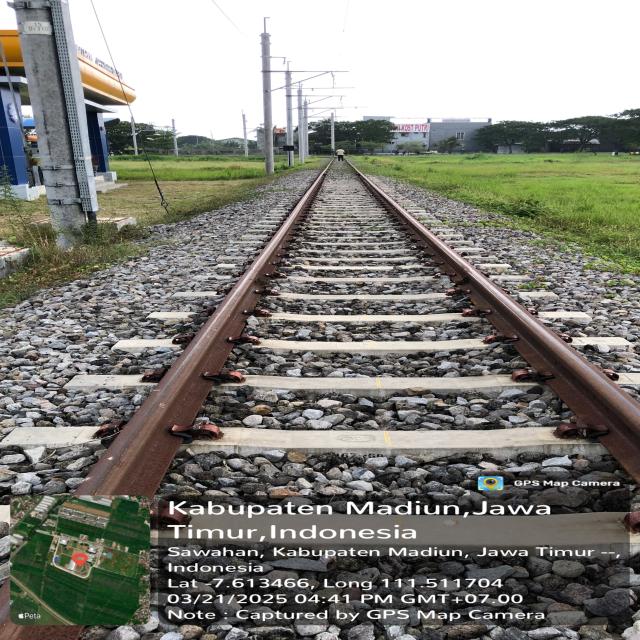 GPS Map Camera
Kabupaten Madiun,Jawa
Timur,Indonesia
Sawahan, Kabupaten Madiun, Jawa Timur --,
Indonesia
Lat -7.613466, Long 111.511704
03/21/2025 04:41 PM GMT+07:00
Note : Captured by GPS Map Camera
Peta